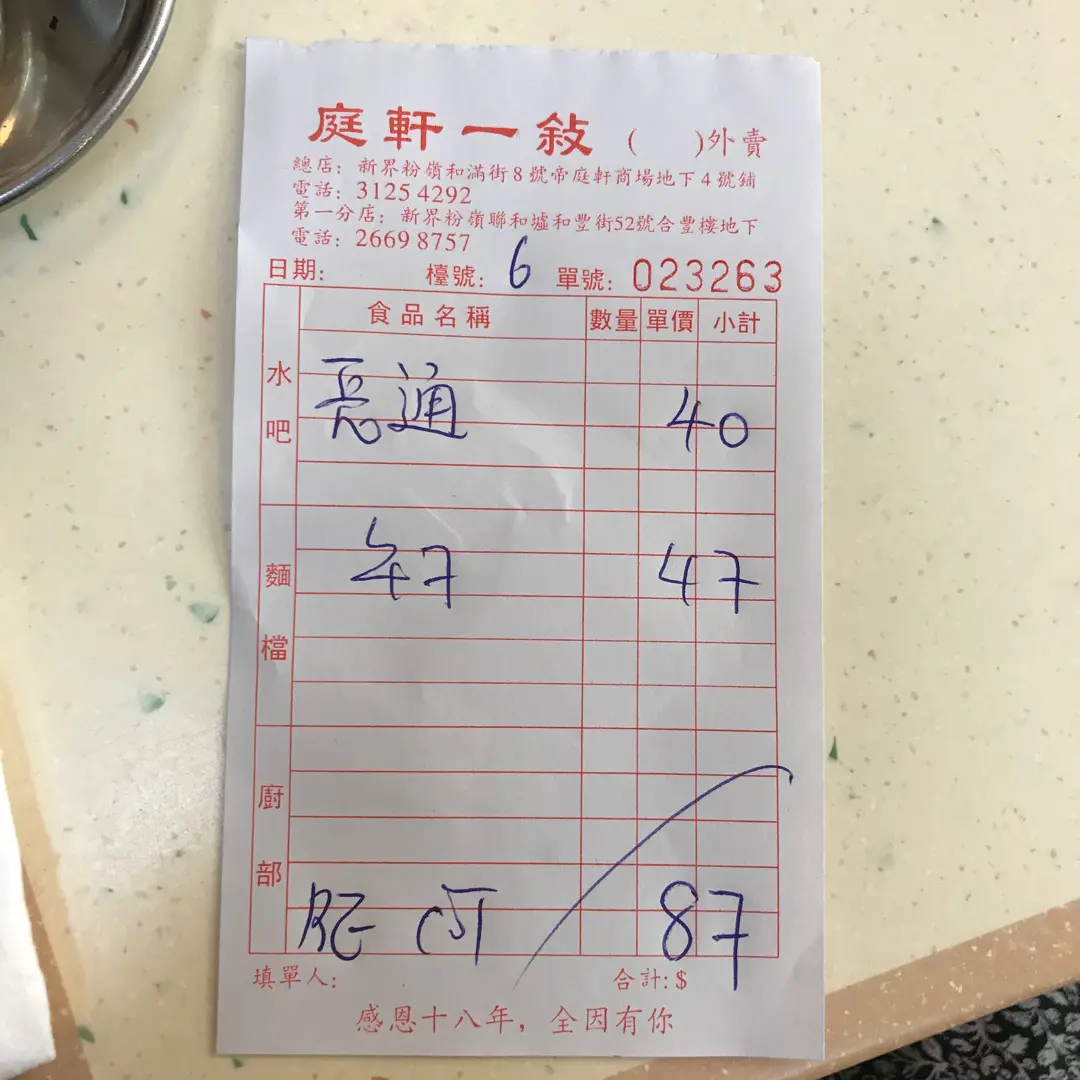 庭軒一敍 ( )外賣
總店：新界粉嶺和滿街8號帝庭軒商場地下4號鋪
電話：3125 4292
第一分店：新界粉嶺聯和墟和豐街52號合豐樓地下
電話：2669 8757
日期: 檯號: 6 單號: 023263
食品名稱 數量 單價 小計
水吧
通 40
麵檔
47 47
廚部
87
填單人: 合計:$
感恩十八年，全因有你